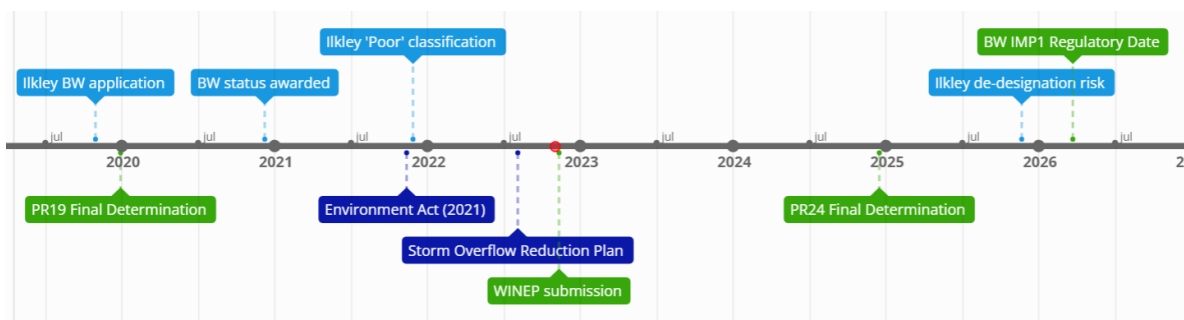 Ilkley 'Poor' classification
BW IMP1 Regulatory Date
Ilkley BW application
BW status awarded
Ilkley de-designation risk
jul
jul
jul
jul
jul
jul
jul
jul
2020
2021
2022
2023
2024
2025
2026
2
PR19 Final Determination
Environment Act (2021)
PR24 Final Determination
Storm Overflow Reduction Plan
WINEP submission